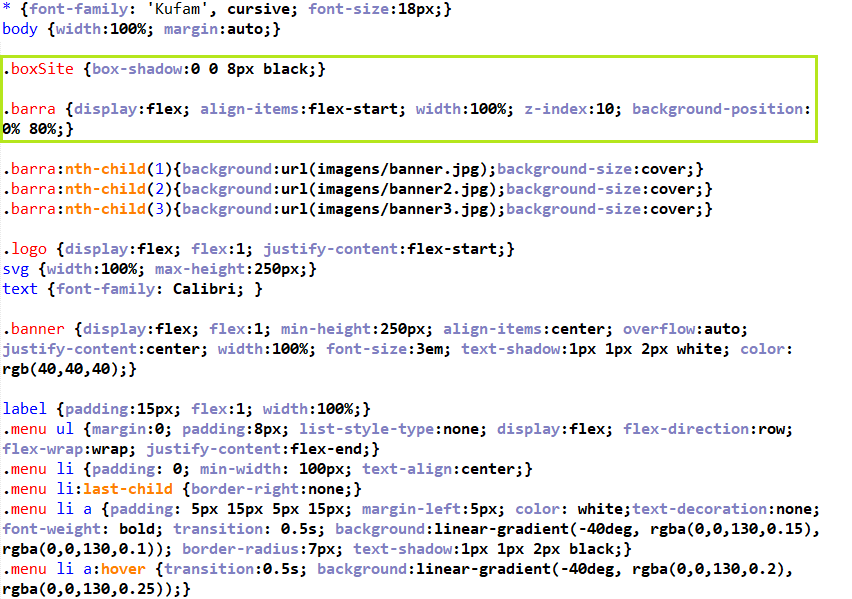 * {font-family: 'Kufam', cursive; font-size:18px;}
body {width:100%; margin:auto;}
.boxSite {box-shadow:0 0 8px black;}
.barra {display:flex; align-items:flex-start; width:100%; z-index:10; background-position:
0% 80%;}
.barra:nth-child(1){background:url(imagens/banner.jpg);background-size:cover;}
.barra:nth-child(2){background:url(imagens/banner2.jpg);background-size:cover;}
.barra:nth-child(3){background:url(imagens/banner3.jpg);background-size:cover;}
.logo {display:flex; flex:1; justify-content:flex-start;}
svg {width:100%; max-height:250px;}
text {font-family: Calibri; }
.banner {display:flex; flex:1; min-height:250px; align-items:center; overflow:auto;
justify-content:center; width:100%; font-size:3em; text-shadow:1px 1px 2px white; color:
rgb(40,40,40);}
label {padding:15px; flex:1; width:100%;}
.menu ul {margin:0; padding:8px; list-style-type:none; display:flex; flex-direction:row;
flex-wrap:wrap; justify-content:flex-end;}
.menu li {padding: 0; min-width: 100px; text-align:center;}
.menu li:last-child {border-right:none;}
.menu li a {padding: 5px 15px 5px 15px; margin-left:5px; color: white;text-decoration:none;
font-weight: bold; transition: 0.5s; background:linear-gradient(-40deg, rgba(0,0,130,0.15),
rgba(0,0,130,0.1)); border-radius:7px; text-shadow:1px 1px 2px black;}
.menu li a:hover {transition:0.5s; background:linear-gradient(-40deg, rgba(0,0,130,0.2),
rgba(0,0,130,0.25));}